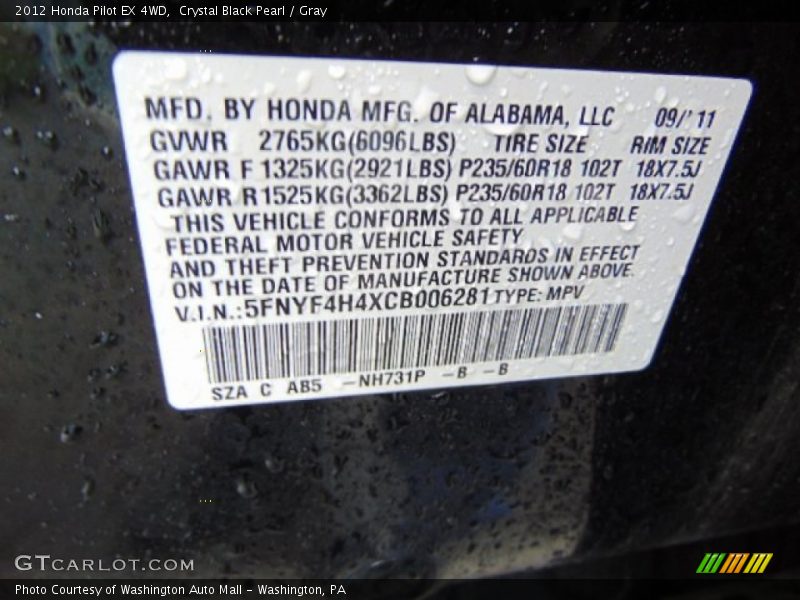 2012 Honda Pilot EX 4WD, Crystal Black Pearl / Gray
MFD. BY HONDA MFG. OF ALABAMA, LLC 09/'11
GVWR 2765KG(6096LBS) TIRE SIZE RIM SIZE
GAWR F 1325KG(2921LBS) P235/60R18 102T 18X7.5J
GAWR R 1525KG(3362LBS) P235/60R18 102T 18X7.5J
THIS VEHICLE CONFORMS TO ALL APPLICABLE
FEDERAL MOTOR VEHICLE SAFETY
AND THEFT PREVENTION STANDARDS IN EFFECT
ON THE DATE OF MANUFACTURE SHOWN ABOVE.
V.I.N.:5FNYF4H4XCB006281 TYPE: MPV
SZA C AB5 -NH731P -B -B
GTCARLOT.COM
Photo Courtesy of Washington Auto Mall - Washington, PA